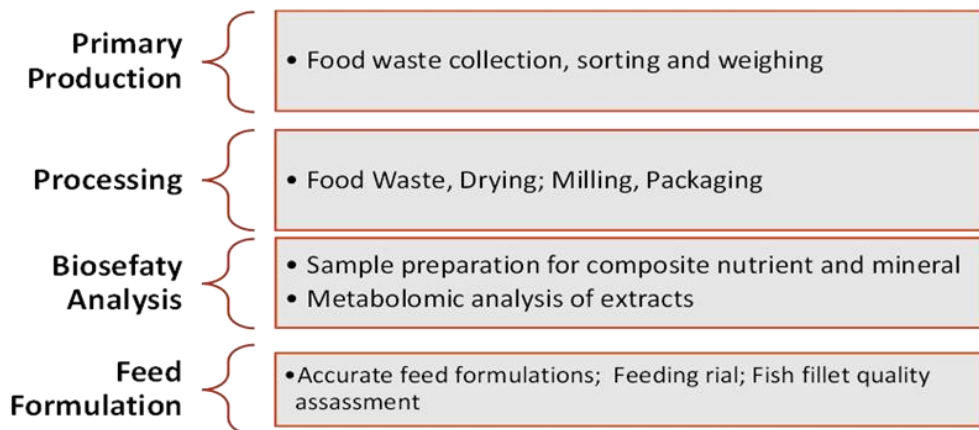 Primary
Production
• Food waste collection, sorting and weighing
Processing
• Food Waste, Drying; Milling, Packaging
Biosefaty
Analysis
• Sample preparation for composite nutrient and mineral
• Metabolomic analysis of extracts
Feed
Formulation
•Accurate feed formulations; Feeding rial; Fish fillet quality
assassment